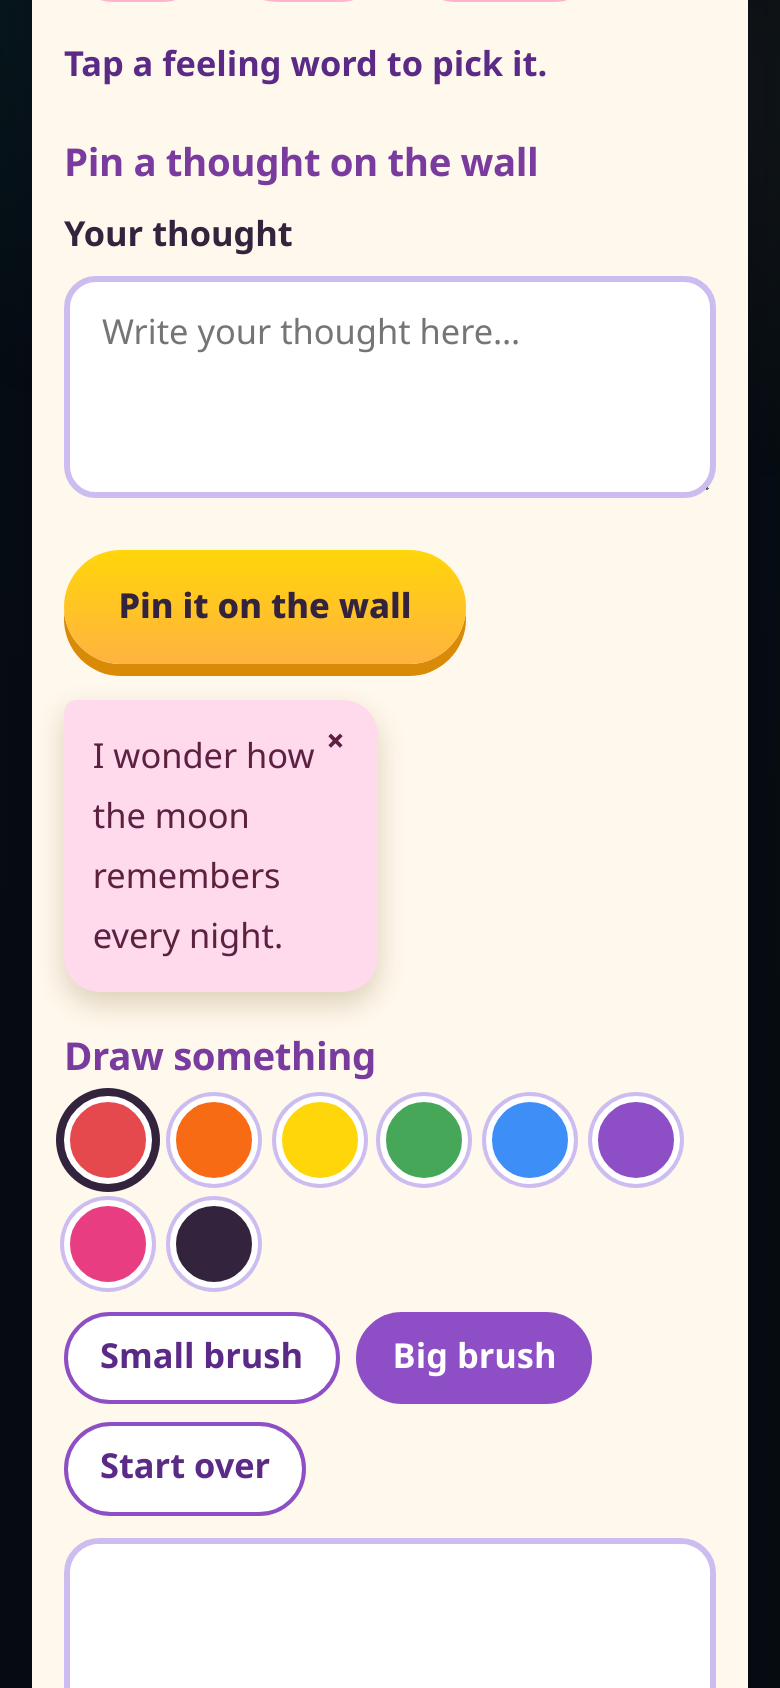 Tap a feeling word to pick it.
Pin a thought on the wall
Your thought
Write your thought here...
Pin it on the wall
I wonder how ×
the moon
remembers
every night.
Draw something
Small brush Big brush
Start over